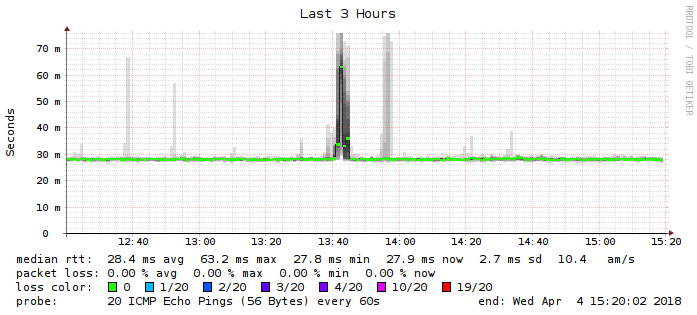 Last 3 Hours
RRDTOOL / TOBI OETIKER
Seconds
70 m
60 m
50 m
40 m
30 m
20 m
10 m
0
12:40 13:00 13:20 13:40 14:00 14:20 14:40 15:00 15:20
median rtt: 28.4 ms avg 63.2 ms max 27.8 ms min 27.9 ms now 2.7 ms sd 10.4 am/s
packet loss: 0.00 % avg 0.00 % max 0.00 % min 0.00 % now
loss color: 0 1/20 2/20 3/20 4/20 10/20 19/20
probe: 20 ICMP Echo Pings (56 Bytes) every 60s end: Wed Apr 4 15:20:02 2018